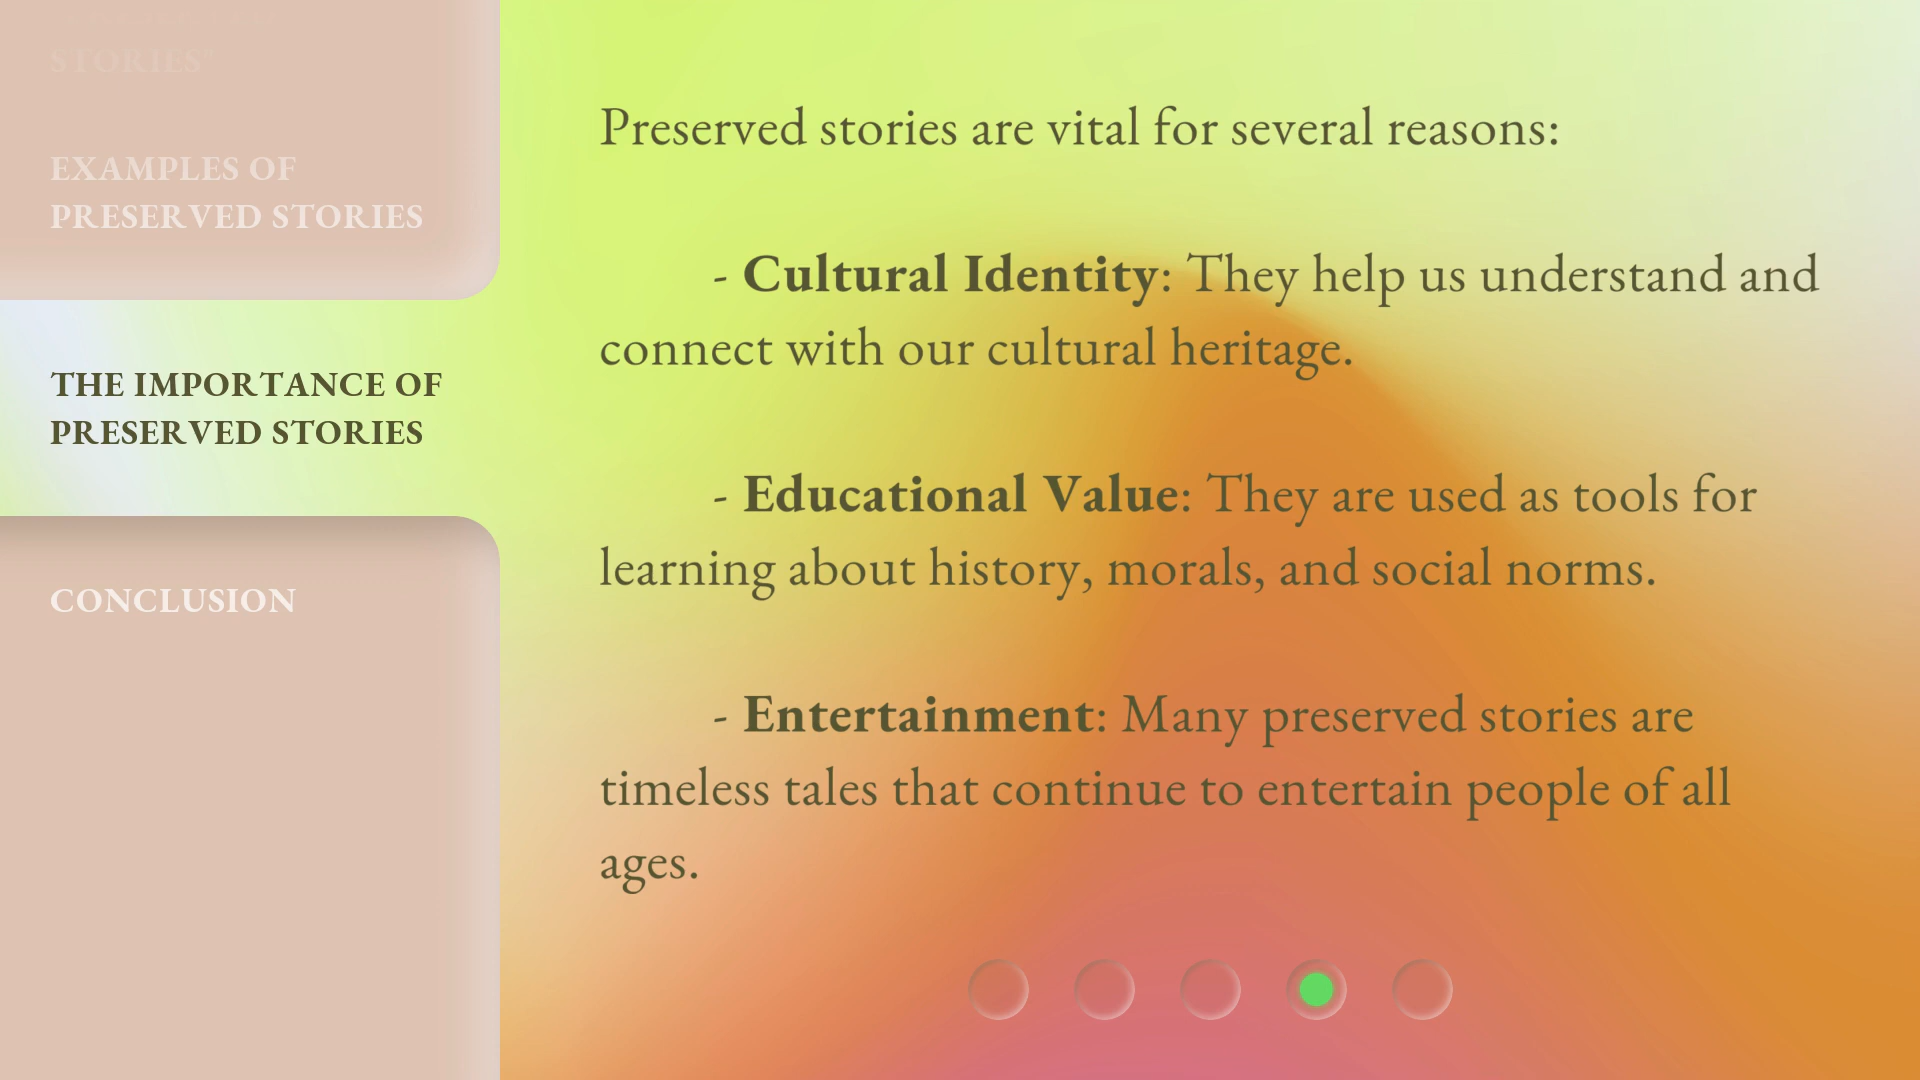 STORIES"
EXAMPLES OF
PRESERVED STORIES
THE IMPORTANCE OF
PRESERVED STORIES
CONCLUSION
Preserved stories are vital for several reasons:
- Cultural Identity: They help us understand and
connect with our cultural heritage.
- Educational Value: They are used as tools for
learning about history, morals, and social norms.
- Entertainment: Many preserved stories are
timeless tales that continue to entertain people of all
ages.